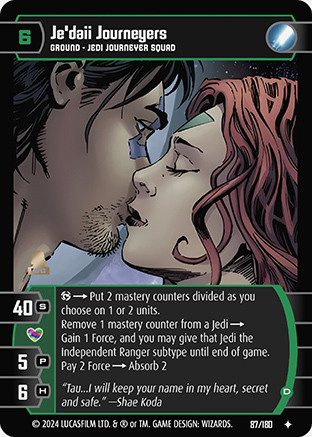 6
Je'daii Journeyers
GROUND - JEDI JOURNEYER SQUAD
40 S
5 P
6 H
→ Put 2 mastery counters divided as you
choose on 1 or 2 units.
Remove 1 mastery counter from a Jedi →
Gain 1 Force, and you may give that Jedi the
Independent Ranger subtype until end of game.
Pay 2 Force → Absorb 2
“Tau...I will keep your name in my heart, secret
and safe.” —Shae Koda
D
© 2024 LUCASFILM LTD. & ® or TM. GAME DESIGN: WIZARDS.
87/180